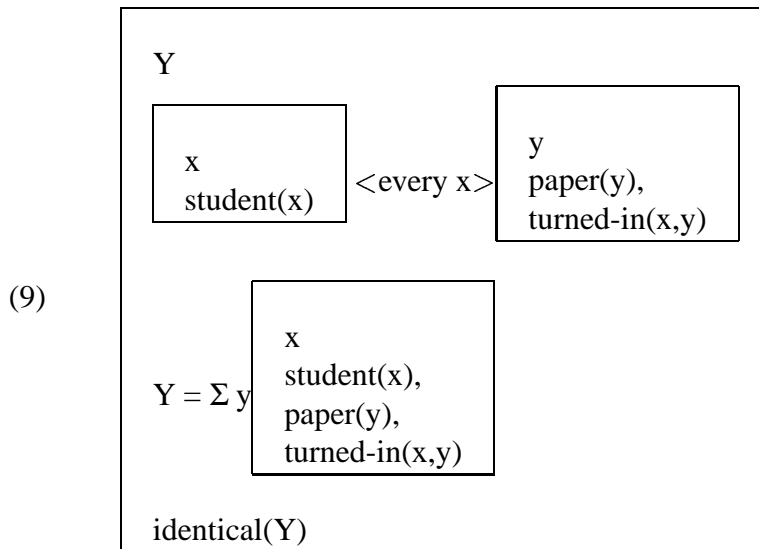 Y
x
student(x)
<every x>
y
paper(y),
turned-in(x,y)
(9)
Y = Σ y
x
student(x),
paper(y),
turned-in(x,y)
identical(Y)